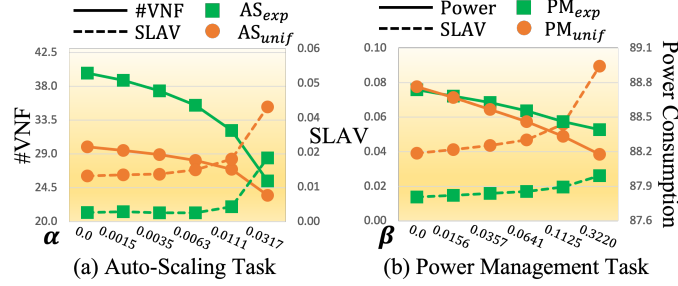 #VNF AS_exp
SLAV AS_unif
Power PM_exp
SLAV PM_unif
42.5 0.06 0.10 89.1
38.0 0.05 0.08 88.8
33.5 0.04 0.06 88.5
29.0 0.03 0.04 88.2
24.5 0.02 0.02 87.9
20.0 0.01 0.00 87.6
0.00
#VNF
SLAV
Power Consumption
α 0.0 0.0015 0.0035 0.0063 0.0111 0.0317
β 0.0 0.0156 0.0357 0.0641 0.1125 0.3220
(a) Auto-Scaling Task
(b) Power Management Task